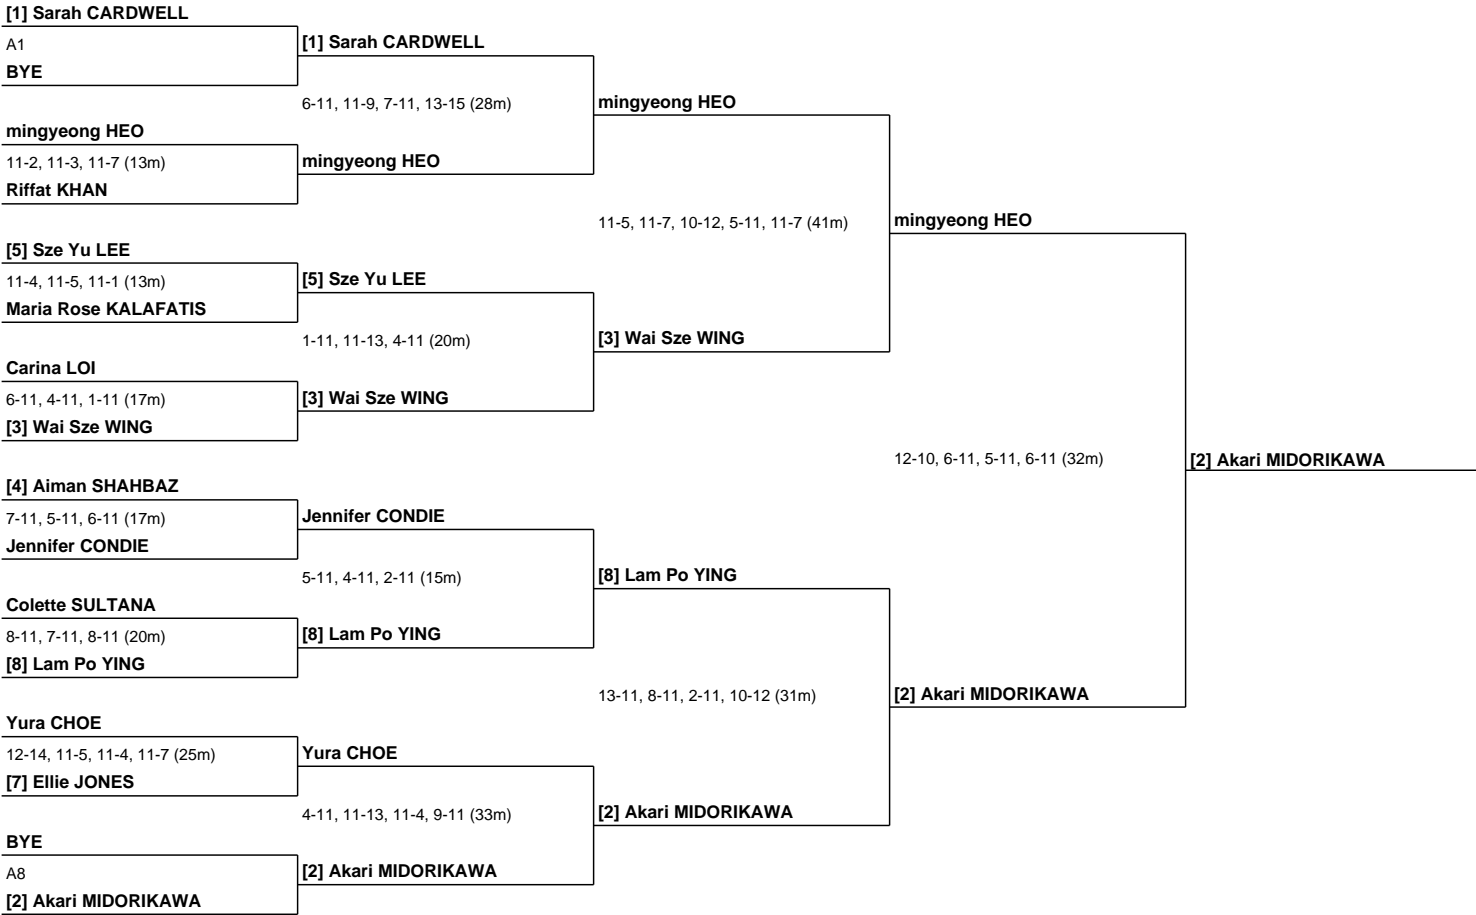 [1] Sarah CARDWELL
A1
BYE
mingyeong HEO
11-2, 11-3, 11-7 (13m)
Riffat KHAN
[5] Sze Yu LEE
11-4, 11-5, 11-1 (13m)
Maria Rose KALAFATIS
Carina LOI
6-11, 4-11, 1-11 (17m)
[3] Wai Sze WING
[4] Aiman SHAHBAZ
7-11, 5-11, 6-11 (17m)
Jennifer CONDIE
Colette SULTANA
8-11, 7-11, 8-11 (20m)
[8] Lam Po YING
Yura CHOE
12-14, 11-5, 11-4, 11-7 (25m)
[7] Ellie JONES
BYE
A8
[2] Akari MIDORIKAWA
[1] Sarah CARDWELL
6-11, 11-9, 7-11, 13-15 (28m)
mingyeong HEO
[5] Sze Yu LEE
1-11, 11-13, 4-11 (20m)
[3] Wai Sze WING
Jennifer CONDIE
5-11, 4-11, 2-11 (15m)
[8] Lam Po YING
Yura CHOE
4-11, 11-13, 11-4, 9-11 (33m)
[2] Akari MIDORIKAWA
mingyeong HEO
11-5, 11-7, 10-12, 5-11, 11-7 (41m)
[3] Wai Sze WING
[8] Lam Po YING
13-11, 8-11, 2-11, 10-12 (31m)
[2] Akari MIDORIKAWA
mingyeong HEO
12-10, 6-11, 5-11, 6-11 (32m)
[2] Akari MIDORIKAWA
[2] Akari MIDORIKAWA